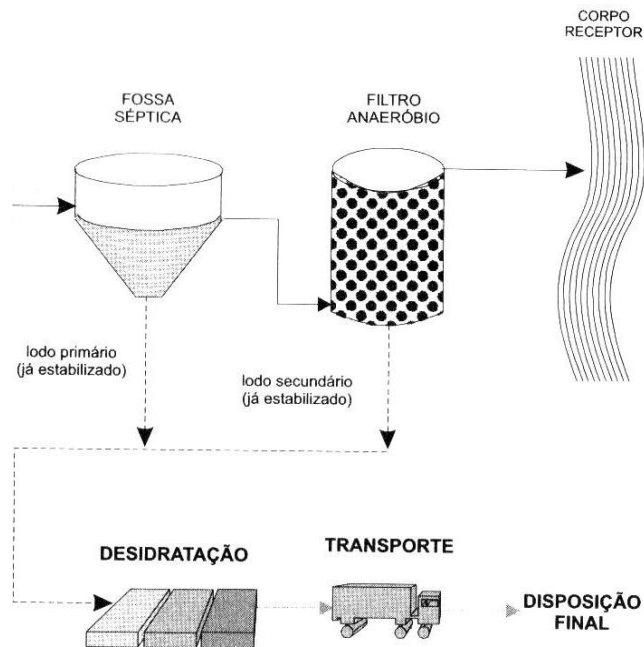 CORPO
RECEPTOR
FOSSA
SÉPTICA
FILTRO
ANAERÓBIO
lodo primário
(já estabilizado)
lodo secundário
(já estabilizado)
DESIDRATAÇÃO
TRANSPORTE
DISPOSIÇÃO
FINAL